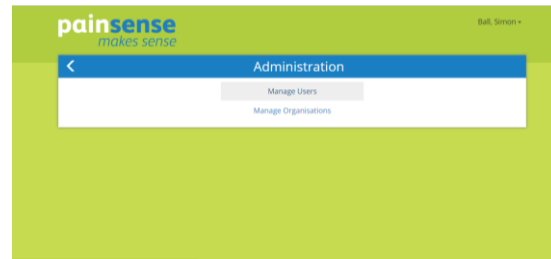 painsense
makes sense
Ball, Simon
Administration
Manage Users
Manage Organisations